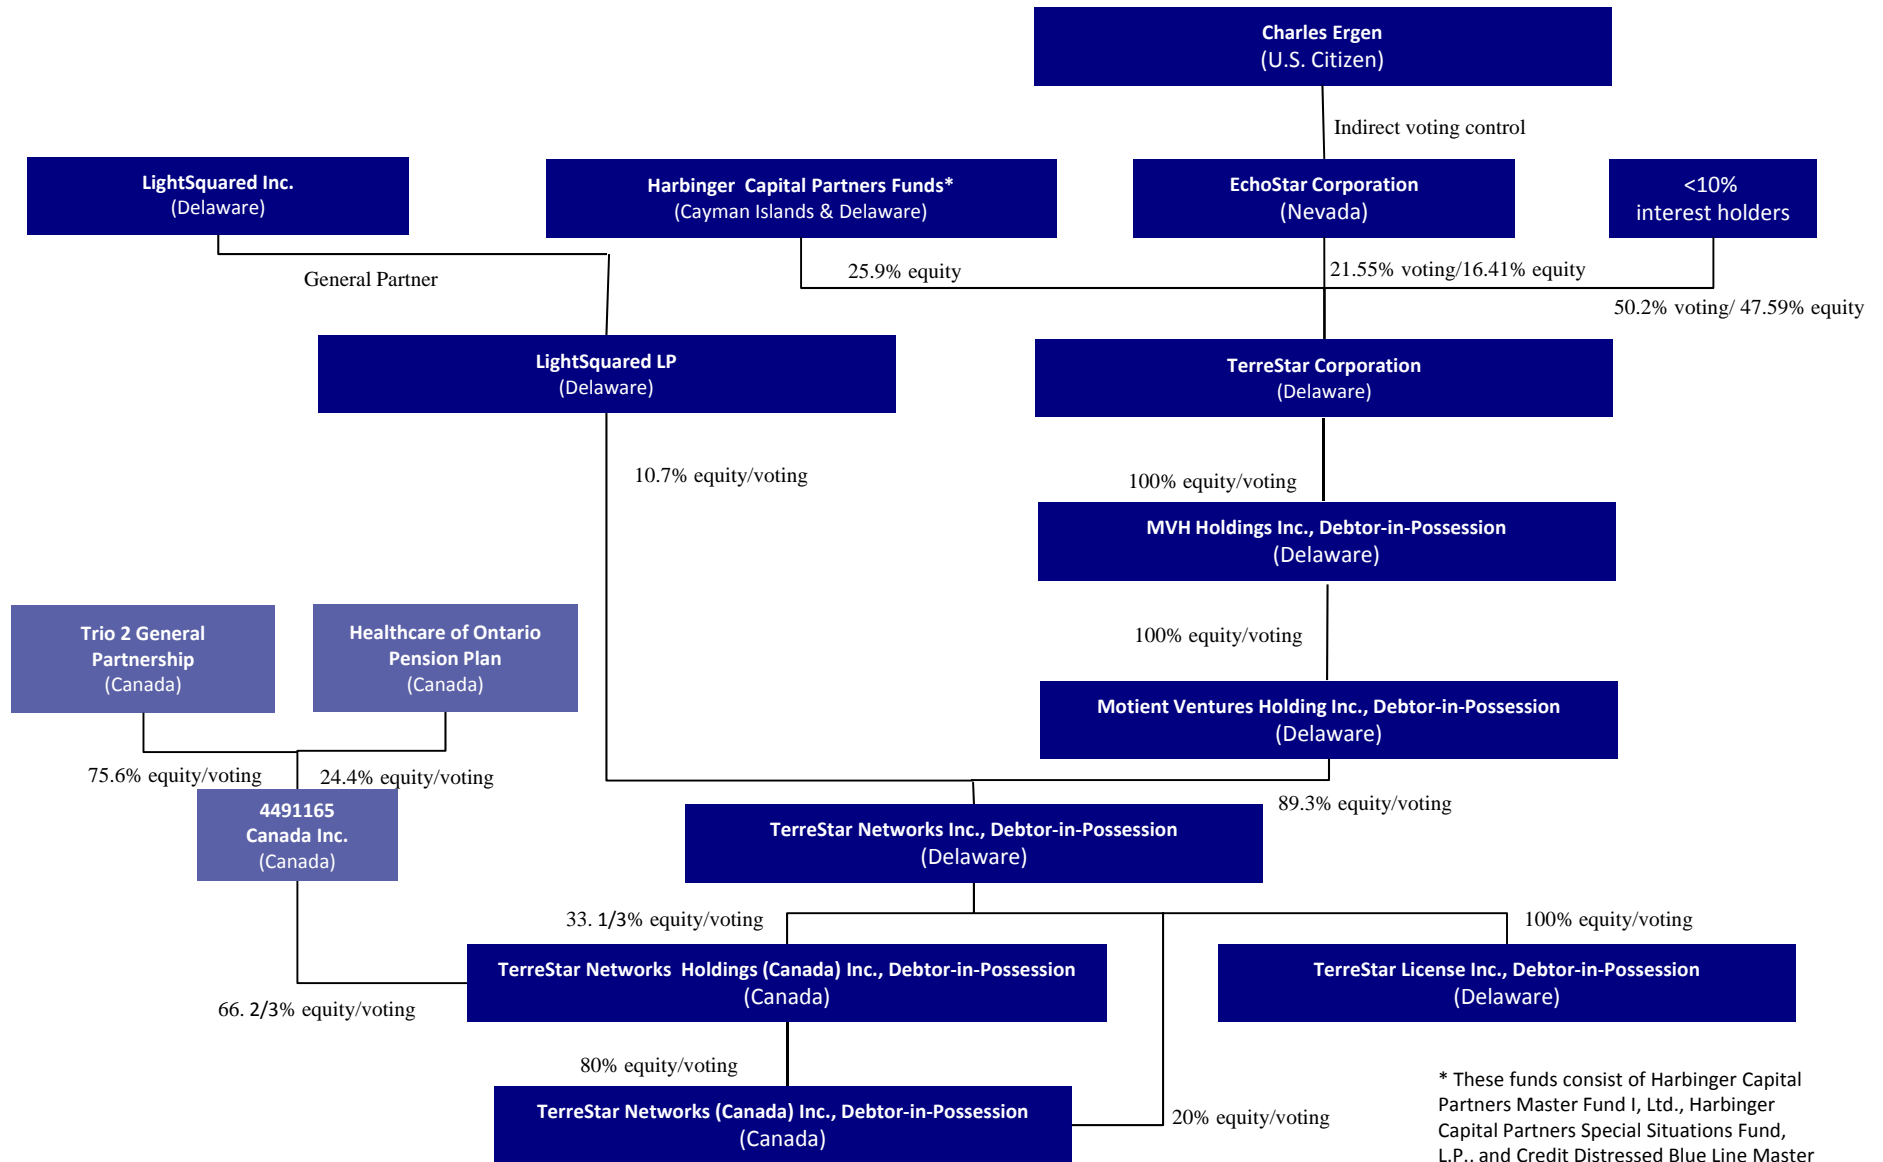 Charles Ergen
(U.S. Citizen)
Indirect voting control
LightSquared Inc.
(Delaware)
Harbinger Capital Partners Funds*
(Cayman Islands & Delaware)
EchoStar Corporation
(Nevada)
<10%
interest holders
General Partner
25.9% equity
21.55% voting/16.41% equity
50.2% voting/ 47.59% equity
LightSquared LP
(Delaware)
TerreStar Corporation
(Delaware)
10.7% equity/voting
100% equity/voting
MVH Holdings Inc., Debtor-in-Possession
(Delaware)
100% equity/voting
Trio 2 General
Partnership
(Canada)
Healthcare of Ontario
Pension Plan
(Canada)
Motient Ventures Holding Inc., Debtor-in-Possession
(Delaware)
75.6% equity/voting
24.4% equity/voting
89.3% equity/voting
4491165
Canada Inc.
(Canada)
TerreStar Networks Inc., Debtor-in-Possession
(Delaware)
33. 1/3% equity/voting
100% equity/voting
TerreStar Networks Holdings (Canada) Inc., Debtor-in-Possession
(Canada)
TerreStar License Inc., Debtor-in-Possession
(Delaware)
66. 2/3% equity/voting
80% equity/voting
TerreStar Networks (Canada) Inc., Debtor-in-Possession
(Canada)
20% equity/voting
* These funds consist of Harbinger Capital
Partners Master Fund I, Ltd., Harbinger
Capital Partners Special Situations Fund,
L.P., and Credit Distressed Blue Line Master